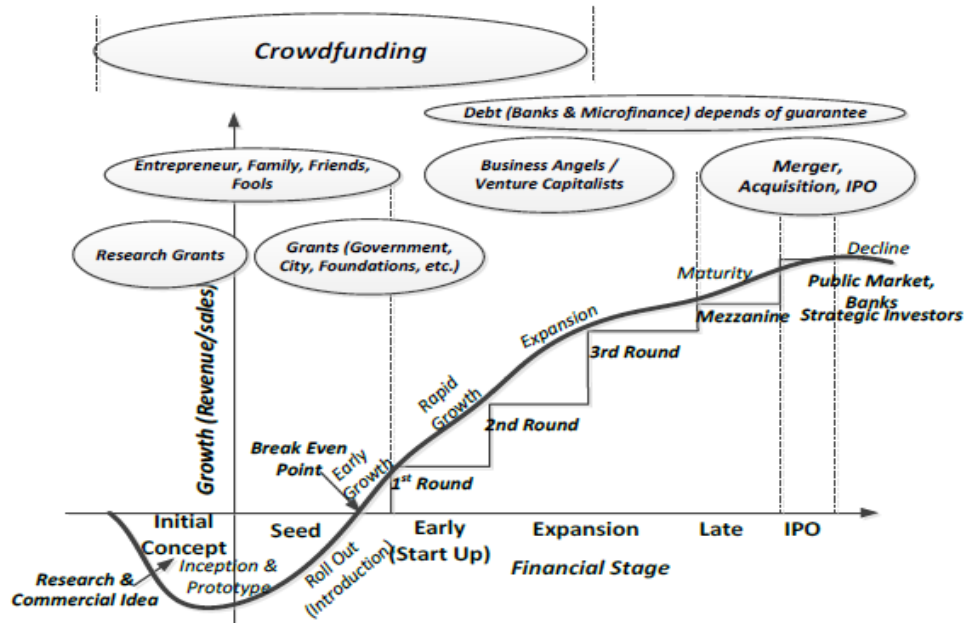 Crowdfunding
Debt (Banks & Microfinance) depends of guarantee
Entrepreneur, Family, Friends,
Fools
Business Angels /
Venture Capitalists
Merger,
Acquisition, IPO
Research Grants
Grants (Government,
City, Foundations, etc.)
Growth (Revenue/sales)
Decline
Maturity
Public Market,
Banks
Strategic Investors
Mezzanine
Expansion
3rd Round
Rapid
Growth
2nd Round
Break Even
Point
Early
Growth
1st Round
Initial
Concept
Seed
Early
(Start Up)
Expansion
Late
IPO
Financial Stage
Roll Out
(Introduction)
Inception &
Prototype
Research &
Commercial Idea